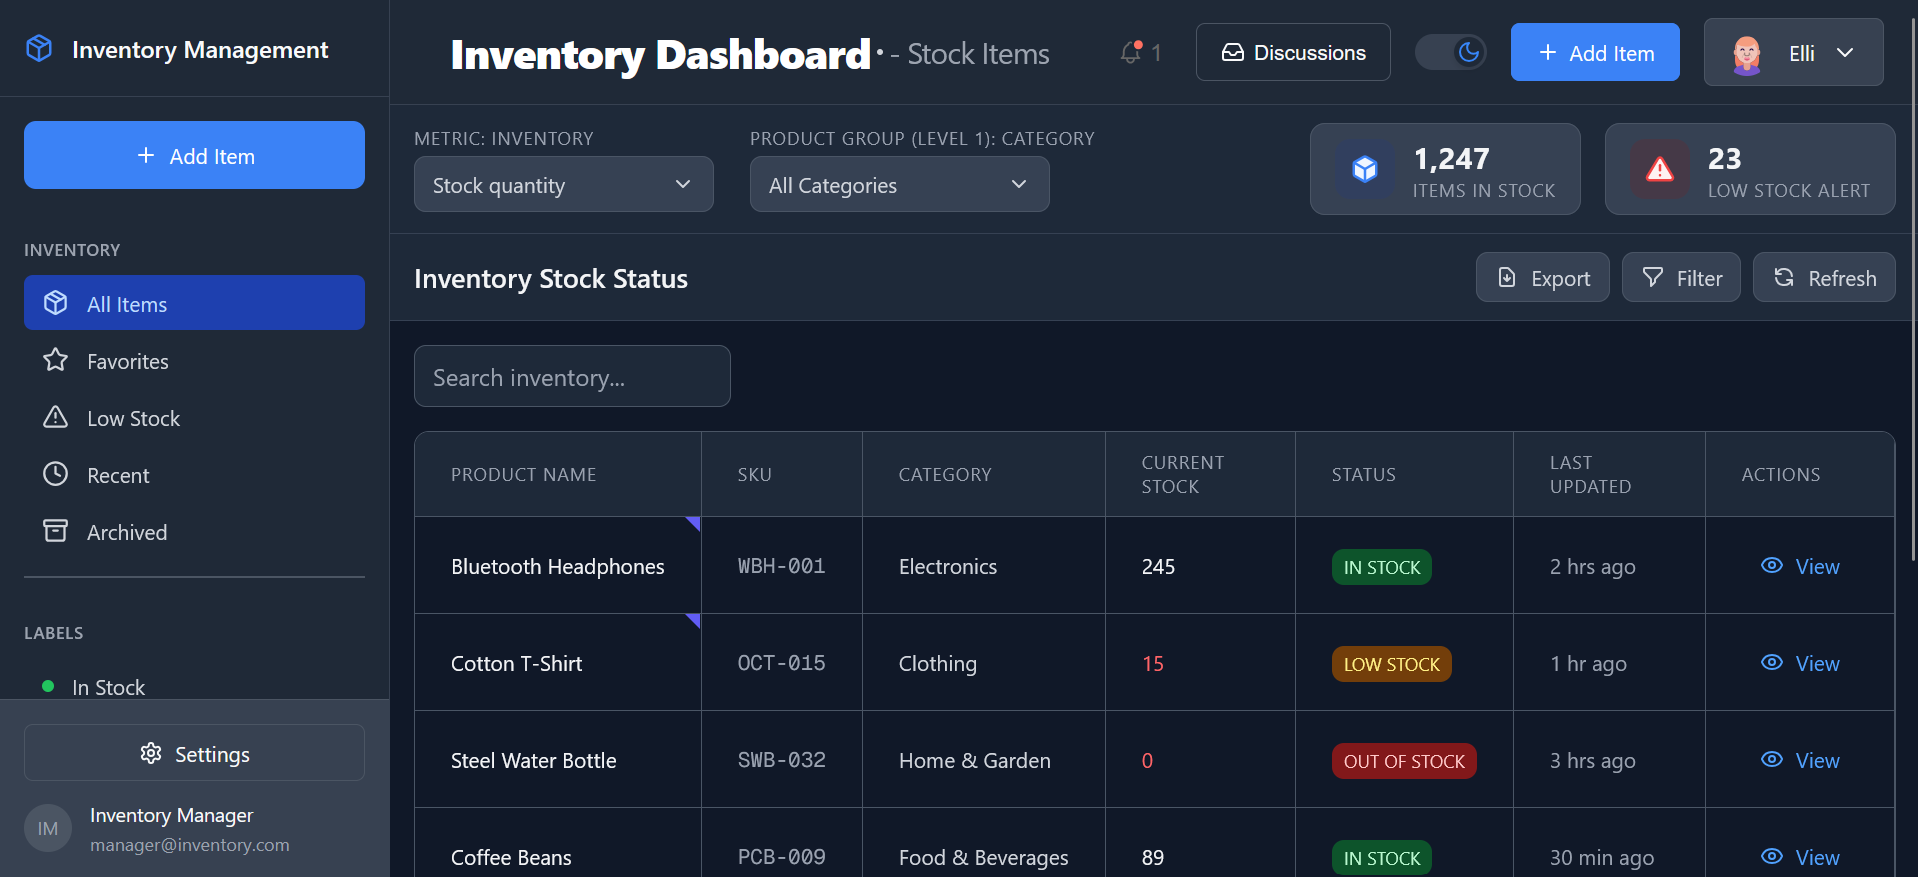 Inventory Management
Add Item
INVENTORY
All Items
Favorites
Low Stock
Recent
Archived
LABELS
In Stock
Settings
IM
Inventory Manager
manager@inventory.com
Inventory Dashboard - Stock Items
1
Discussions
Add Item
Elli
METRIC: INVENTORY
Stock quantity
PRODUCT GROUP (LEVEL 1): CATEGORY
All Categories
1,247
ITEMS IN STOCK
23
LOW STOCK ALERT
Inventory Stock Status
Export
Filter
Refresh
Search inventory...
PRODUCT NAME SKU CATEGORY CURRENT STOCK STATUS LAST UPDATED ACTIONS
Bluetooth Headphones WBH-001 Electronics 245 IN STOCK 2 hrs ago View
Cotton T-Shirt OCT-015 Clothing 15 LOW STOCK 1 hr ago View
Steel Water Bottle SWB-032 Home & Garden 0 OUT OF STOCK 3 hrs ago View
Coffee Beans PCB-009 Food & Beverages 89 IN STOCK 30 min ago View